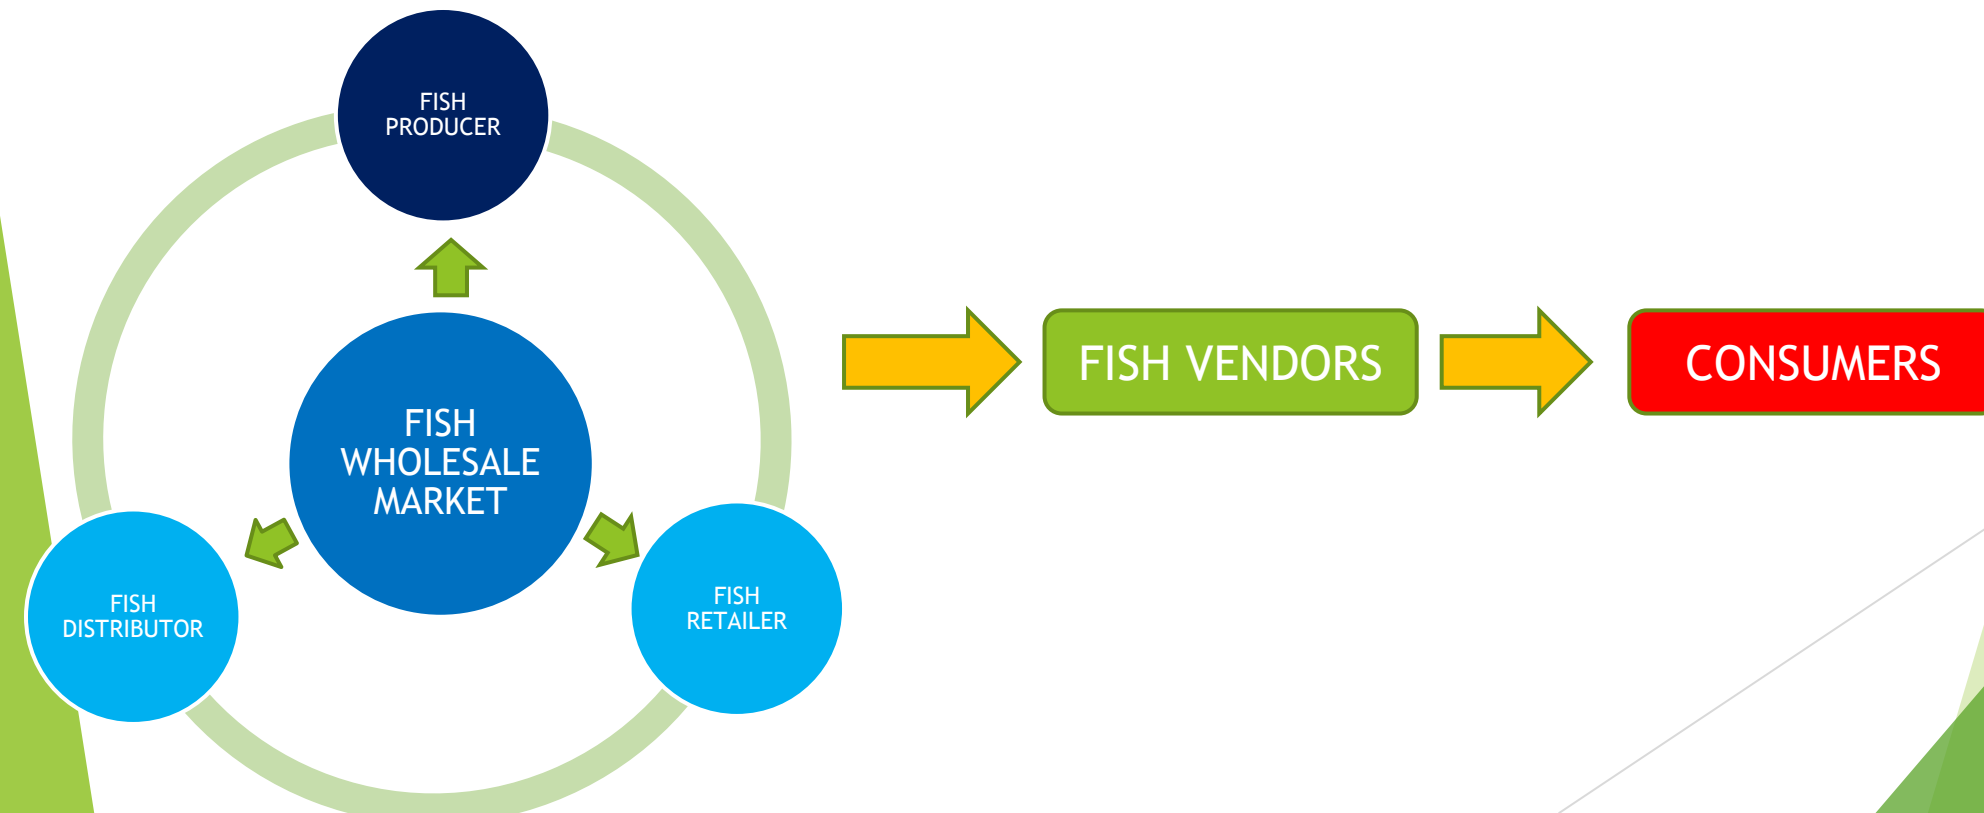 FISH
PRODUCER
FISH
WHOLESALE
MARKET
FISH
DISTRIBUTOR
FISH
RETAILER
FISH VENDORS
CONSUMERS